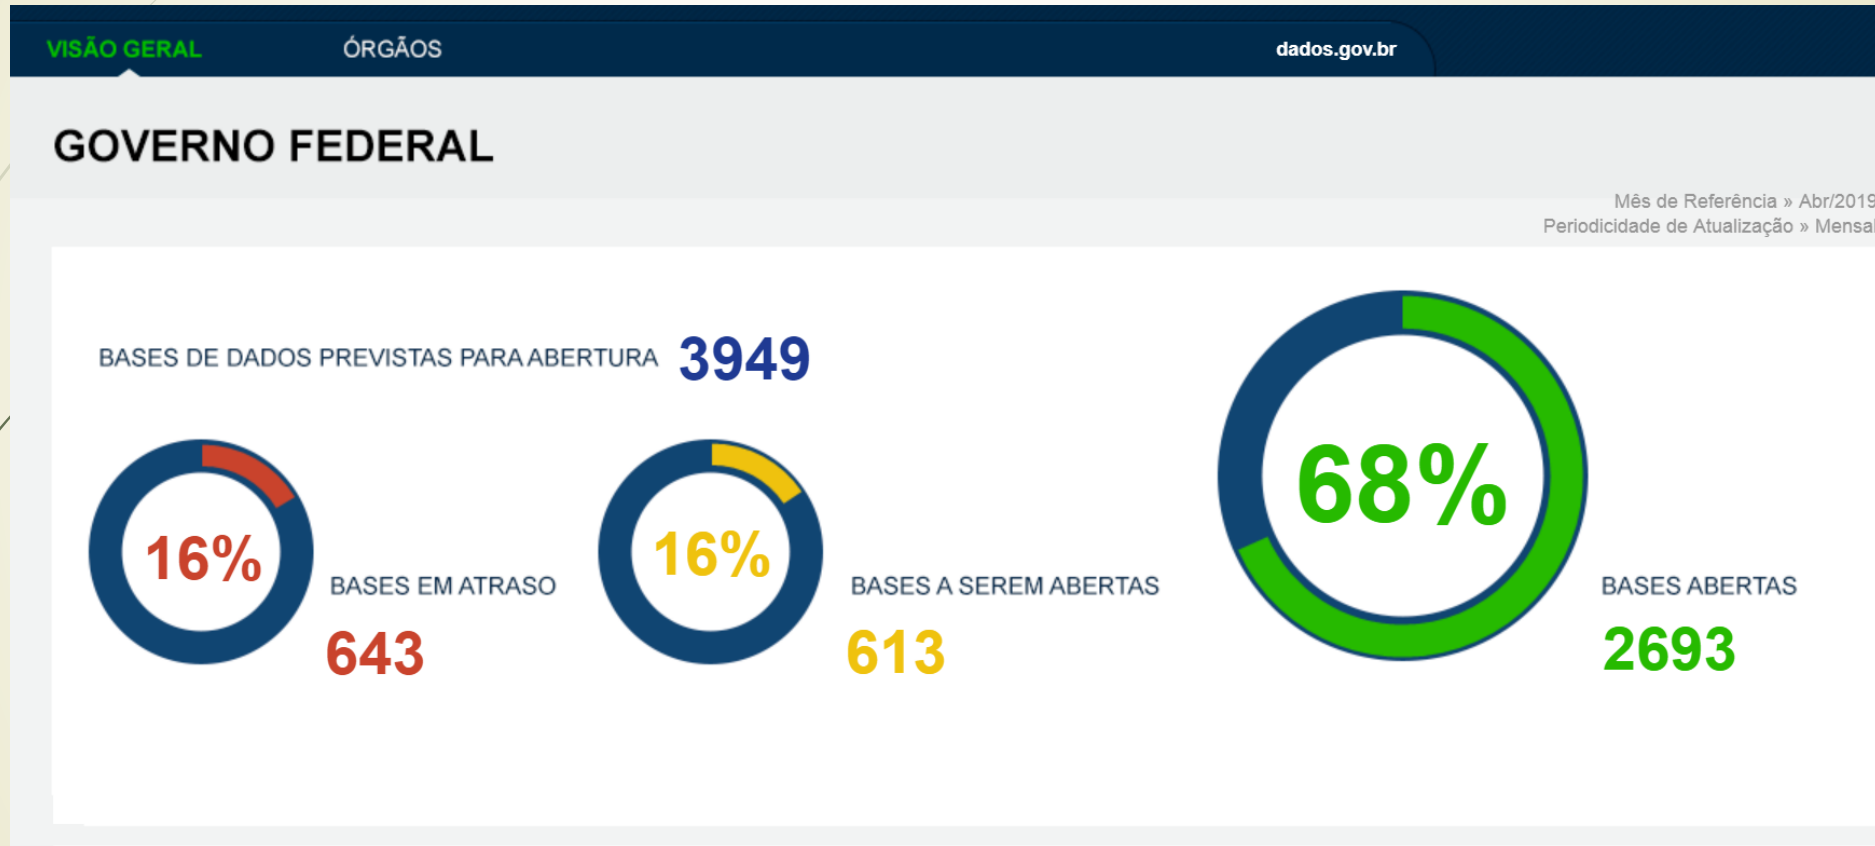 VISÃO GERAL ÓRGÃOS dados.gov.br
GOVERNO FEDERAL
Mês de Referência » Abr/2019
Periodicidade de Atualização » Mensal
BASES DE DADOS PREVISTAS PARA ABERTURA 3949
16%
BASES EM ATRASO
643
16%
BASES A SEREM ABERTAS
613
68%
BASES ABERTAS
2693